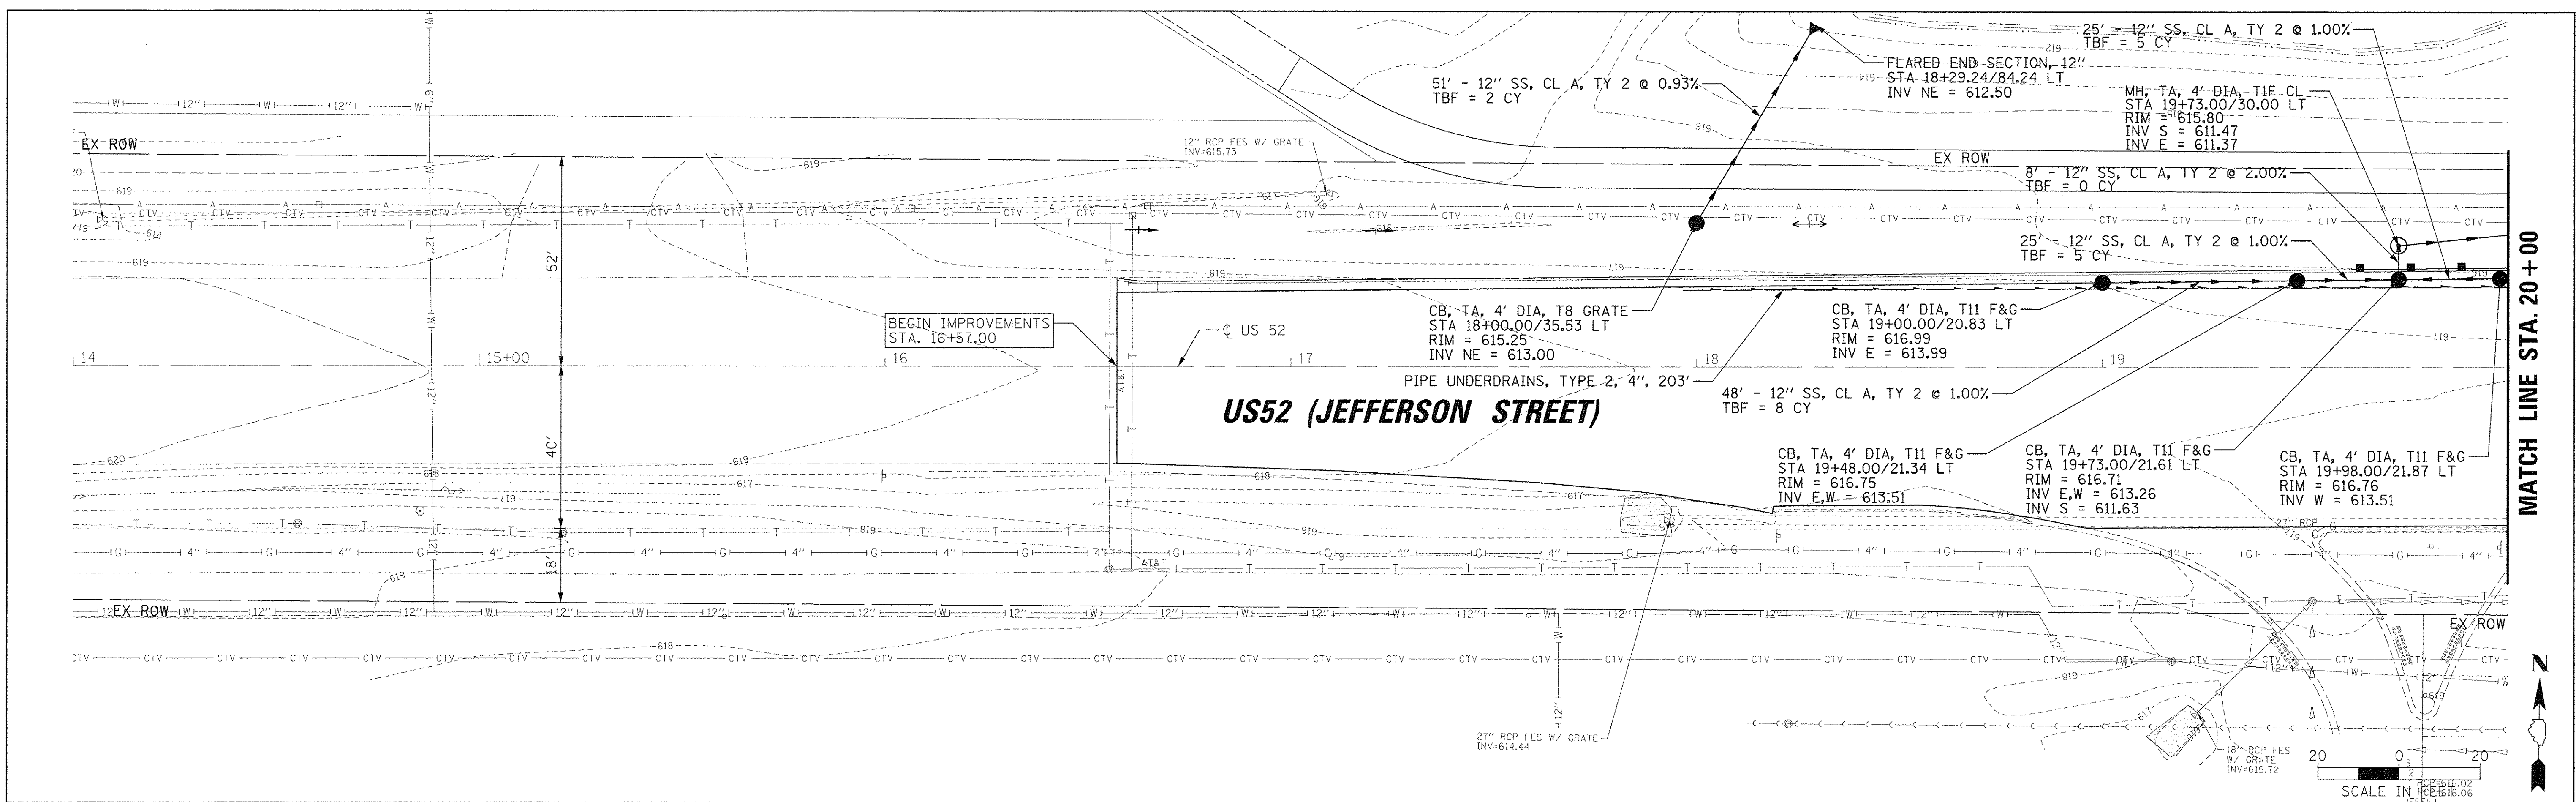 25' - 12" SS, CL A, TY 2 @ 1.00%
TBF = 5 CY
FLARED END SECTION, 12"
STA 18+29.24/84.24 LT
INV NE = 612.50
51' - 12" SS, CL A, TY 2 @ 0.93%
TBF = 2 CY
MH, TA, 4' DIA, T1F CL
STA 19+73.00/30.00 LT
RIM = 615.80
INV S = 611.47
INV E = 611.37
12" RCP FES W/ GRATE
INV=615.73
EX ROW
EX ROW
8' - 12" SS, CL A, TY 2 @ 2.00%
TBF = 0 CY
25' - 12" SS, CL A, TY 2 @ 1.00%
TBF = 5 CY
MATCH LINE STA. 20+00
52'
BEGIN IMPROVEMENTS
STA. 16+57.00
℄ US 52
CB, TA, 4' DIA, T8 GRATE
STA 18+00.00/35.53 LT
RIM = 615.25
INV NE = 613.00
CB, TA, 4' DIA, T11 F&G
STA 19+00.00/20.83 LT
RIM = 616.99
INV E = 613.99
14 15+00 16 17 18 19
PIPE UNDERDRAINS, TYPE 2, 4", 203'
48' - 12" SS, CL A, TY 2 @ 1.00%
TBF = 8 CY
US52 (JEFFERSON STREET)
40'
CB, TA, 4' DIA, T11 F&G
STA 19+48.00/21.34 LT
RIM = 616.75
INV E,W = 613.51
CB, TA, 4' DIA, T11 F&G
STA 19+73.00/21.61 LT
RIM = 616.71
INV E,W = 613.26
INV S = 611.63
CB, TA, 4' DIA, T11 F&G
STA 19+98.00/21.87 LT
RIM = 616.76
INV W = 613.51
27" RCP
18'
AT&T
AT&T
EX ROW
EX ROW
27" RCP FES W/ GRATE
INV=614.44
18" RCP FES
W/ GRATE
INV=615.72
N
20 0 20
SCALE IN FEET
RCP=616.02